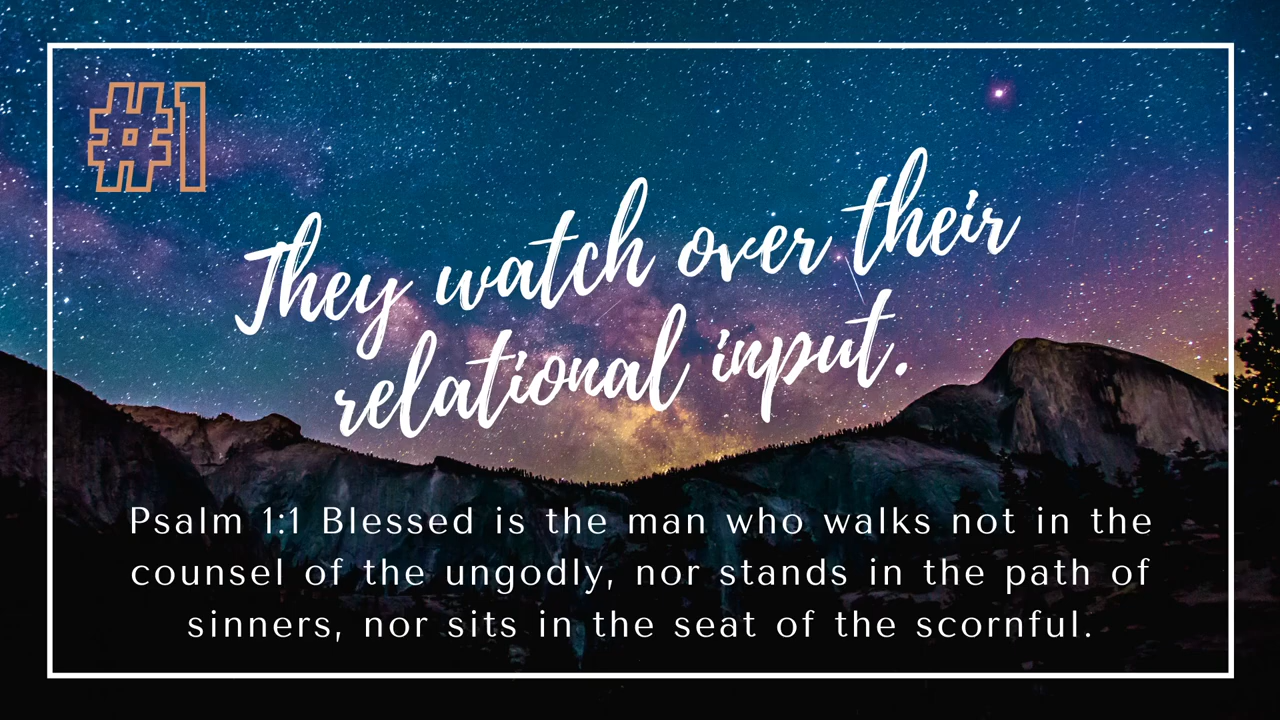 #1
They watch over their
relational input.
Psalm 1:1 Blessed is the man who walks not in the
counsel of the ungodly, nor stands in the path of
sinners, nor sits in the seat of the scornful.